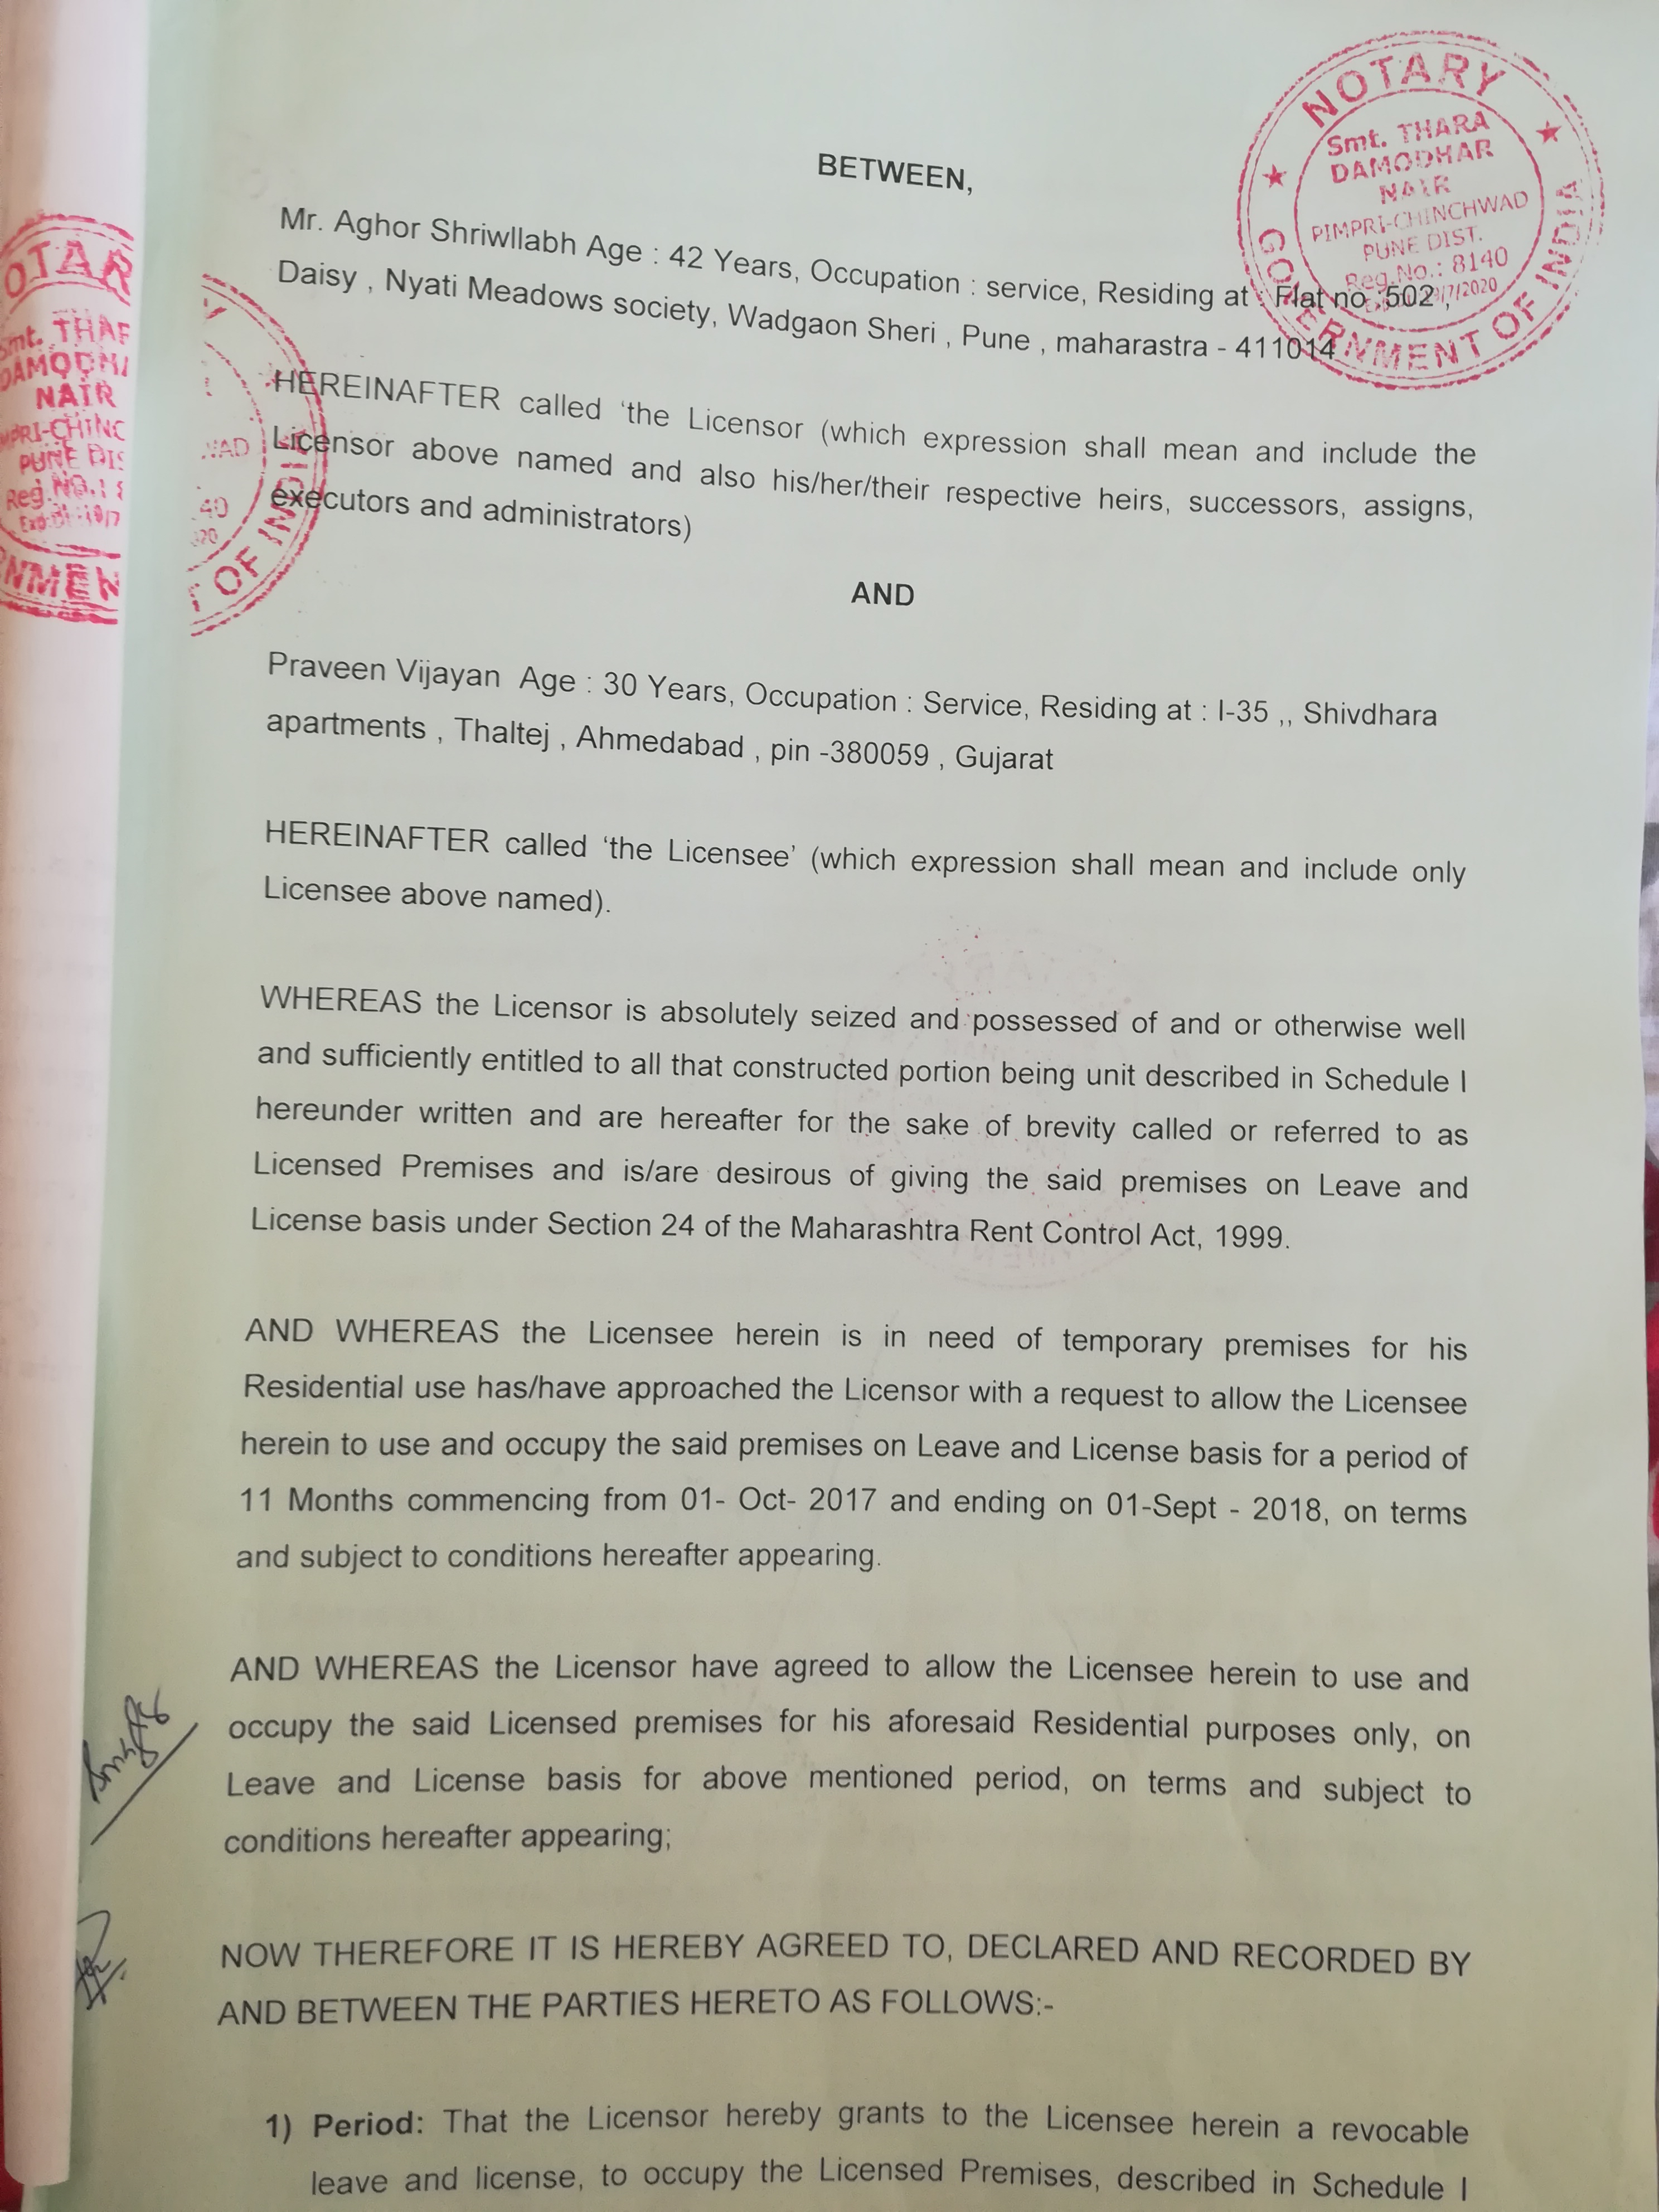 NOTARY
GOVERNMENT OF INDIA
Smt. THARA
DAMODHAR
NAIR
PIMPRI-CHINCHWAD
PUNE DIST.
Reg.No.: 8140
BETWEEN,
Mr. Aghor Shriwllabh Age : 42 Years, Occupation : service, Residing at : Flat no. 502 ,
Daisy , Nyati Meadows society, Wadgaon Sheri , Pune , maharastra - 411014
HEREINAFTER called ‘the Licensor (which expression shall mean and include the
Licensor above named and also his/her/their respective heirs, successors, assigns,
executors and administrators)
AND
Praveen Vijayan Age : 30 Years, Occupation : Service, Residing at : I-35 ,, Shivdhara
apartments , Thaltej , Ahmedabad , pin -380059 , Gujarat
HEREINAFTER called ‘the Licensee’ (which expression shall mean and include only
Licensee above named).
WHEREAS the Licensor is absolutely seized and possessed of and or otherwise well
and sufficiently entitled to all that constructed portion being unit described in Schedule I
hereunder written and are hereafter for the sake of brevity called or referred to as
Licensed Premises and is/are desirous of giving the said premises on Leave and
License basis under Section 24 of the Maharashtra Rent Control Act, 1999.
AND WHEREAS the Licensee herein is in need of temporary premises for his
Residential use has/have approached the Licensor with a request to allow the Licensee
herein to use and occupy the said premises on Leave and License basis for a period of
11 Months commencing from 01- Oct- 2017 and ending on 01-Sept - 2018, on terms
and subject to conditions hereafter appearing.
AND WHEREAS the Licensor have agreed to allow the Licensee herein to use and
occupy the said Licensed premises for his aforesaid Residential purposes only, on
Leave and License basis for above mentioned period, on terms and subject to
conditions hereafter appearing;
NOW THEREFORE IT IS HEREBY AGREED TO, DECLARED AND RECORDED BY
AND BETWEEN THE PARTIES HERETO AS FOLLOWS:-
1) Period: That the Licensor hereby grants to the Licensee herein a revocable
leave and license, to occupy the Licensed Premises, described in Schedule I